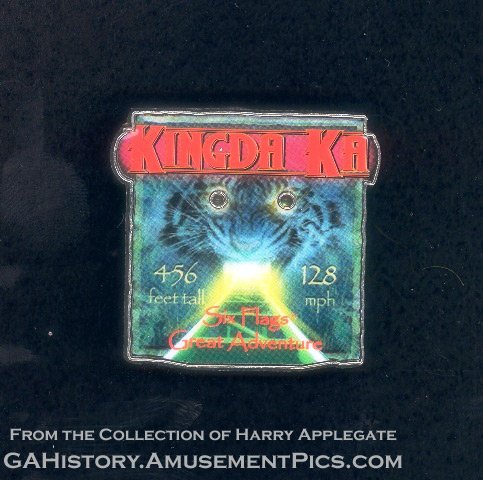 KINGDA KA
456 128
feet tall mph
Six Flags
Great Adventure
FROM THE COLLECTION OF HARRY APPLEGATE
GAHISTORY.AMUSEMENTPICS.COM